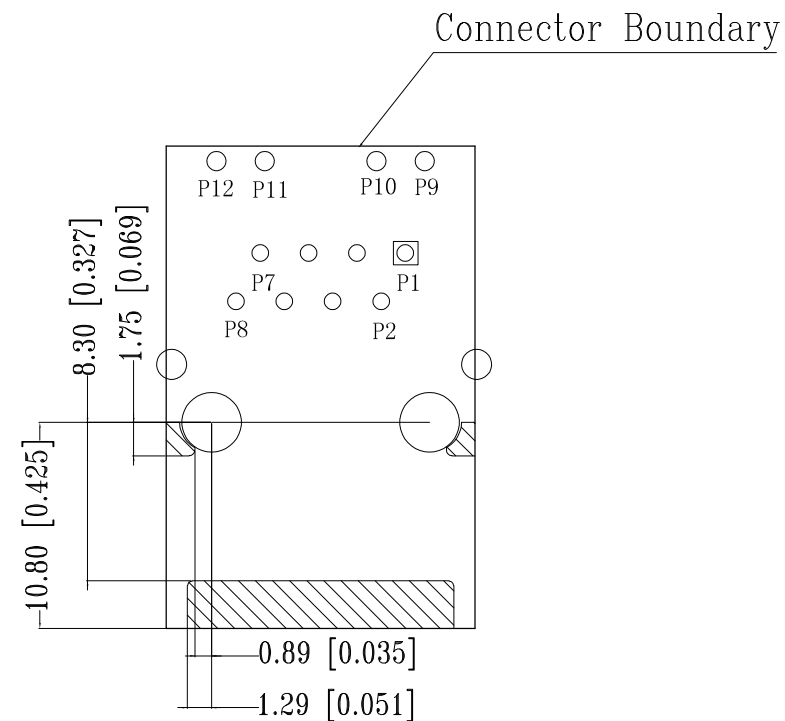 Connector Boundary
P12 P11 P10 P9
P7 P1
P8 P2
8.30 [0.327]
1.75 [0.069]
10.80 [0.425]
0.89 [0.035]
1.29 [0.051]